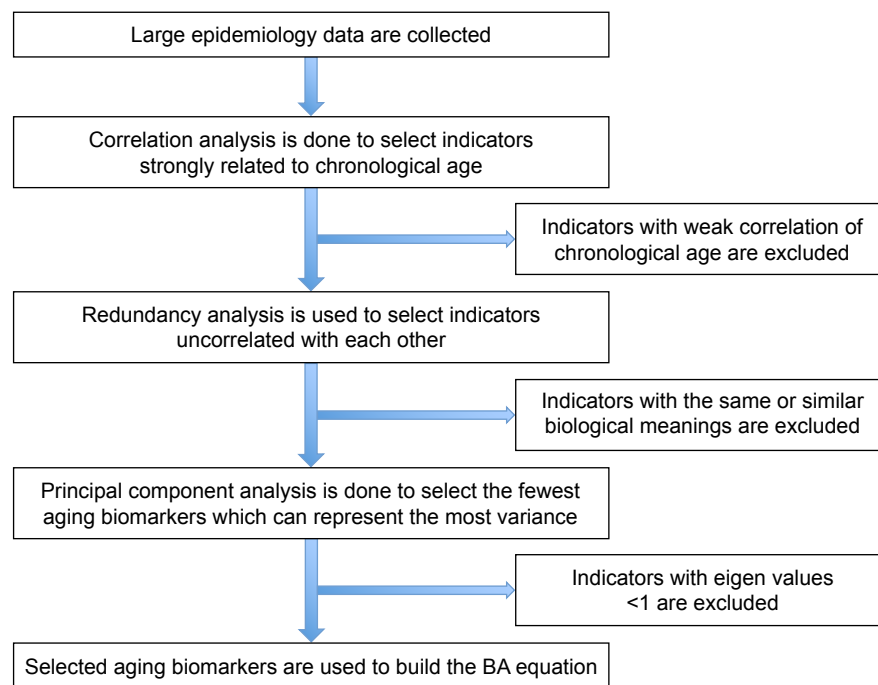 Large epidemiology data are collected
Correlation analysis is done to select indicators
strongly related to chronological age
Indicators with weak correlation of
chronological age are excluded
Redundancy analysis is used to select indicators
uncorrelated with each other
Indicators with the same or similar
biological meanings are excluded
Principal component analysis is done to select the fewest
aging biomarkers which can represent the most variance
Indicators with eigen values
<1 are excluded
Selected aging biomarkers are used to build the BA equation